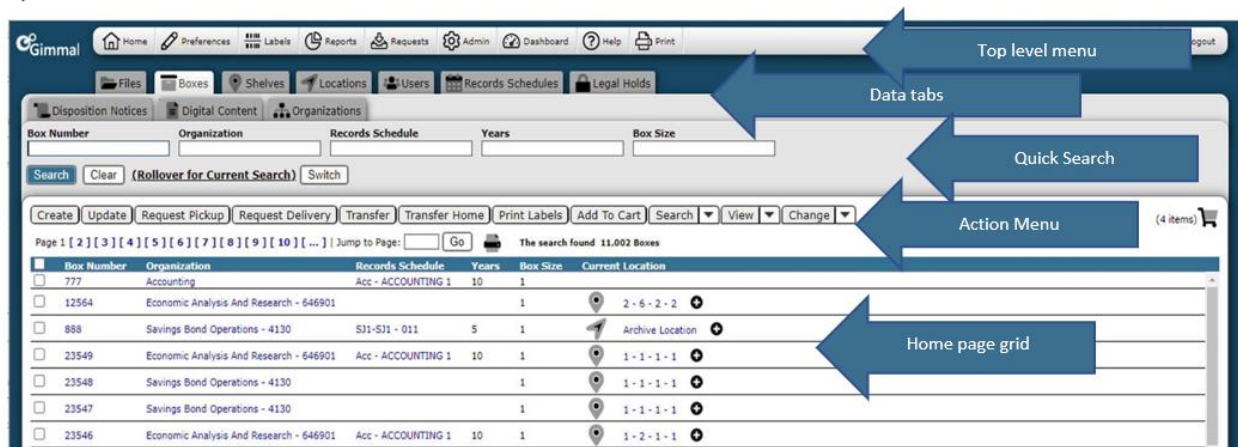 Gimmal Home Preferences Labels Reports Requests Admin Dashboard Help Print Top level menu ogout
Files Boxes Shelves Locations Users Records Schedules Legal Holds Data tabs
Disposition Notices Digital Content Organizations
Box Number Organization Records Schedule Years Box Size
Quick Search
Search Clear (Rollover for Current Search) Switch
Create Update Request Pickup Request Delivery Transfer Transfer Home Print Labels Add To Cart Search View Change Action Menu (4 items)
Page 1 [ 2 ] [ 3 ] [ 4 ] [ 5 ] [ 6 ] [ 7 ] [ 8 ] [ 9 ] [ 10 ] [ ... ] | Jump to Page: Go The search found 11,002 Boxes
Box Number Organization Records Schedule Years Box Size Current Location
777 Accounting Acc - ACCOUNTING 1 10 1
12564 Economic Analysis And Research - 646901 1 2 - 6 - 2 - 2
888 Savings Bond Operations - 4130 SJ1-SJ1 - 011 5 1 Archive Location
Home page grid
23549 Economic Analysis And Research - 646901 Acc - ACCOUNTING 1 10 1 1 - 1 - 1 - 1
23548 Savings Bond Operations - 4130 1 1 - 1 - 1 - 1
23547 Savings Bond Operations - 4130 1 1 - 1 - 1 - 1
23546 Economic Analysis And Research - 646901 Acc - ACCOUNTING 1 10 1 1 - 2 - 1 - 1